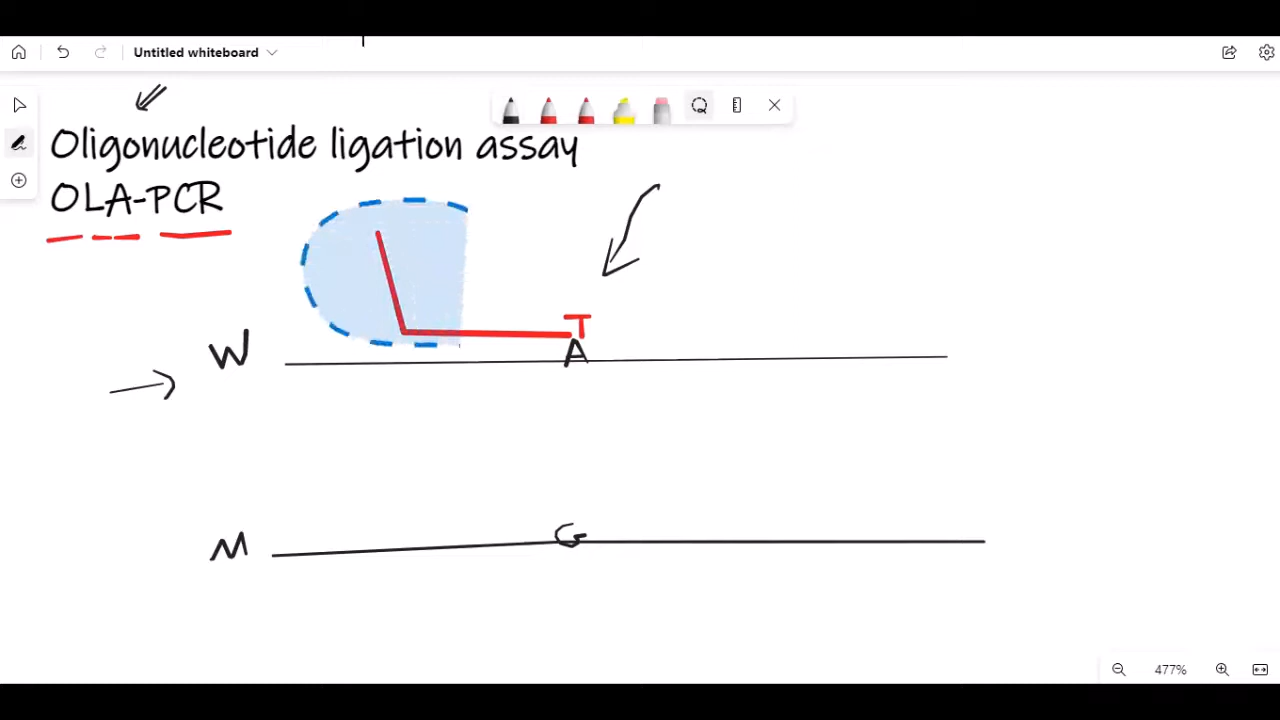 Untitled whiteboard
Oligonucleotide ligation assay
OLA-PCR
T
W
A
G
M
477%